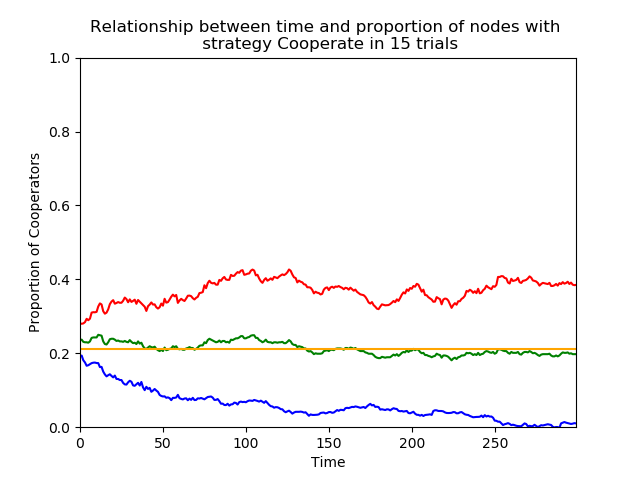 Relationship between time and proportion of nodes with
strategy Cooperate in 15 trials
1.0
0.8
0.6
0.4
0.2
0.0
Proportion of Cooperators
0 50 100 150 200 250
Time